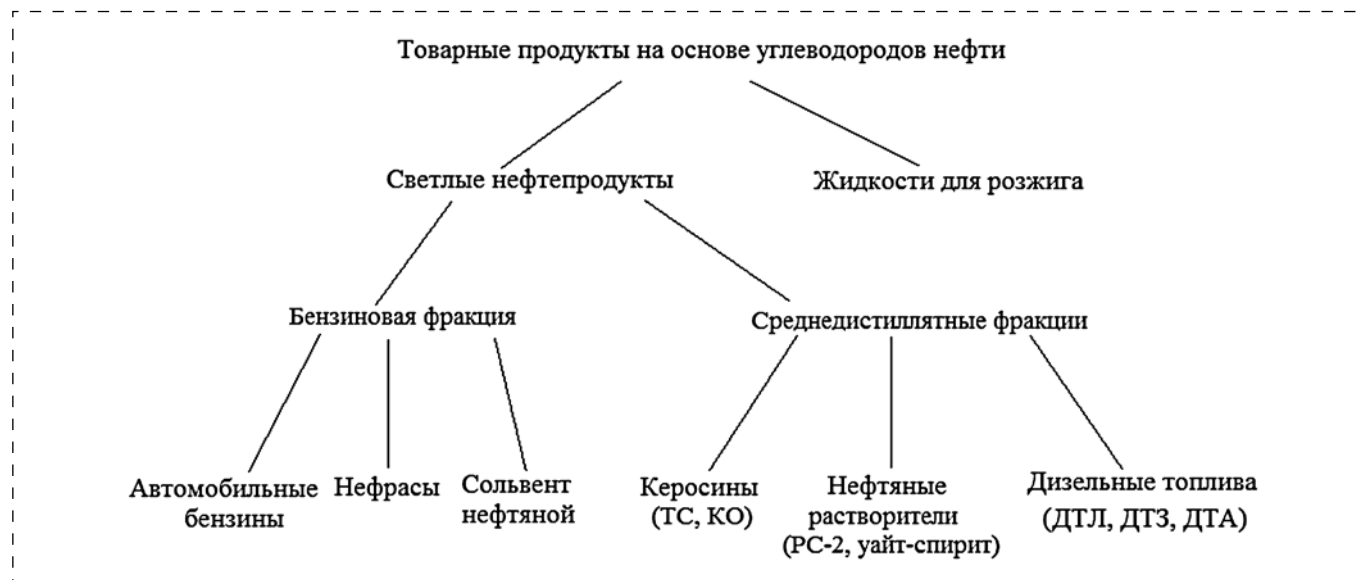 Товарные продукты на основе углеводородов нефти
Светлые нефтепродукты
Жидкости для розжига
Бензиновая фракция
Среднедистиллятные фракции
Автомобильные
бензины
Нефрасы
Сольвент
нефтяной
Керосины
(ТС, КО)
Нефтяные
растворители
(РС-2, уайт-спирит)
Дизельные топлива
(ДТЛ, ДТЗ, ДТА)